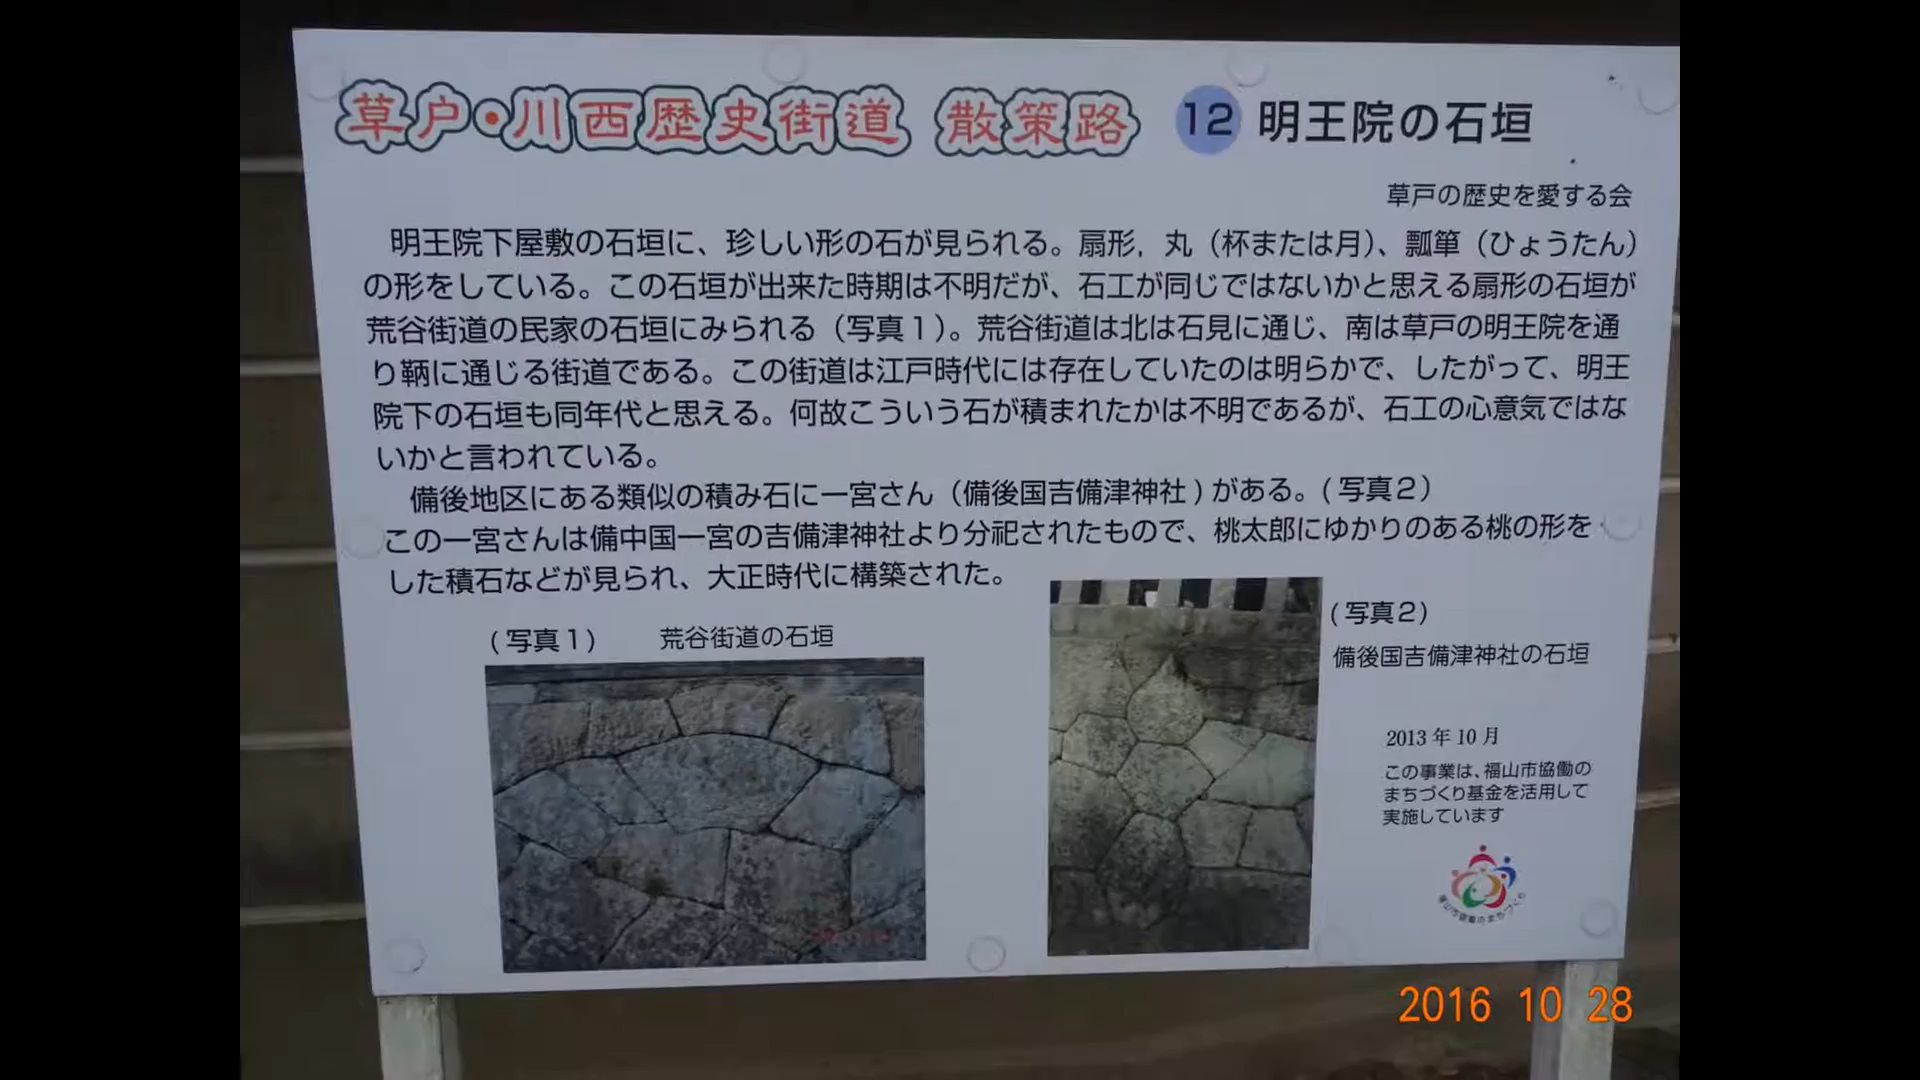 草戸・川西歴史街道 散策路 12 明王院の石垣
草戸の歴史を愛する会
明王院下屋敷の石垣に、珍しい形の石が見られる。扇形，丸（杯または月）、瓢箪（ひょうたん）
の形をしている。この石垣が出来た時期は不明だが、石工が同じではないかと思える扇形の石垣が
荒谷街道の民家の石垣にみられる（写真１）。荒谷街道は北は石見に通じ、南は草戸の明王院を通
り鞆に通じる街道である。この街道は江戸時代には存在していたのは明らかで、したがって、明王
院下の石垣も同年代と思える。何故こういう石が積まれたかは不明であるが、石工の心意気ではな
いかと言われている。
備後地区にある類似の積み石に一宮さん（備後国吉備津神社）がある。(写真２)
この一宮さんは備中国一宮の吉備津神社より分祀されたもので、桃太郎にゆかりのある桃の形を
した積石などが見られ、大正時代に構築された。
(写真１) 荒谷街道の石垣
(写真２)
備後国吉備津神社の石垣
2013年10月
この事業は、福山市協働の
まちづくり基金を活用して
実施しています
福山市協働のまちづくり
2016 10 28